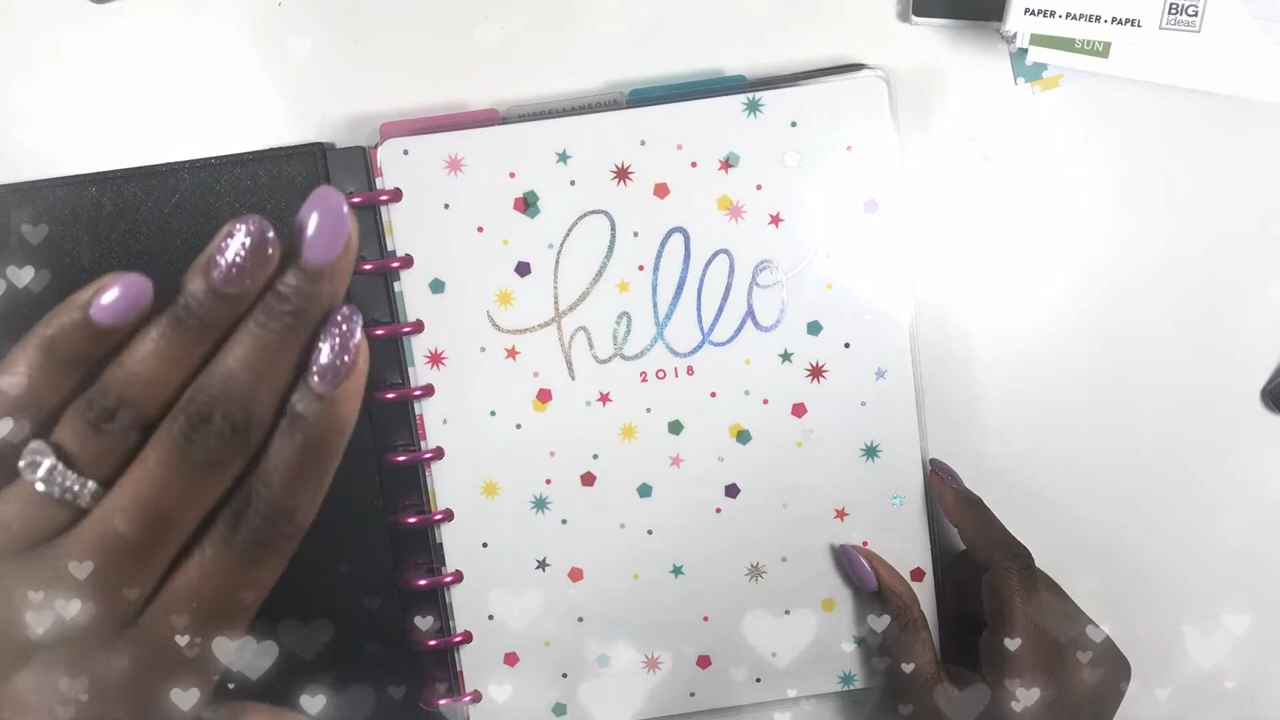 BIG
ideas.
PAPER • PAPIER • PAPEL
SUN
MISCELLANEOUS
hello
2018